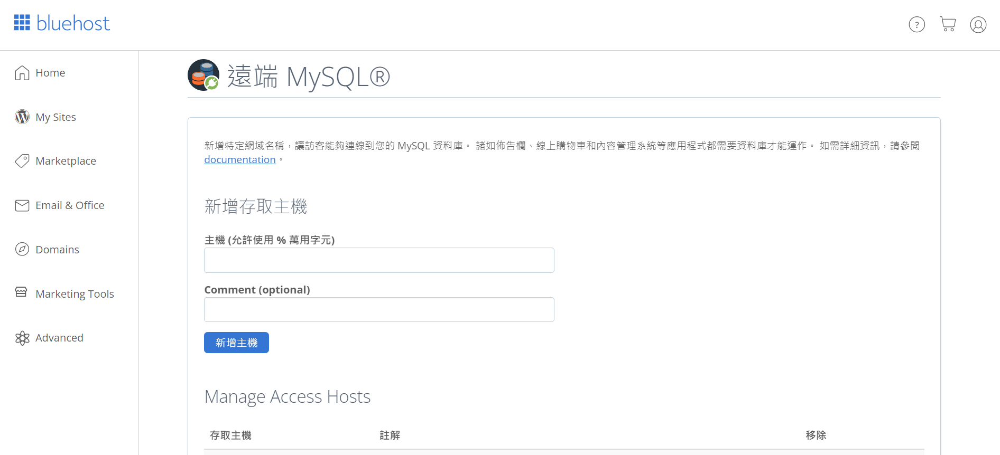 bluehost
?
Home
My Sites
Marketplace
Email & Office
Domains
Marketing Tools
Advanced
遠端 MySQL®
新增特定網域名稱，讓訪客能夠連線到您的 MySQL 資料庫。 諸如佈告欄、線上購物車和內容管理系統等應用程式都需要資料庫才能運作。 如需詳細資訊，請參閱
documentation。
新增存取主機
主機 (允許使用 % 萬用字元)
Comment (optional)
新增主機
Manage Access Hosts
存取主機 註解 移除